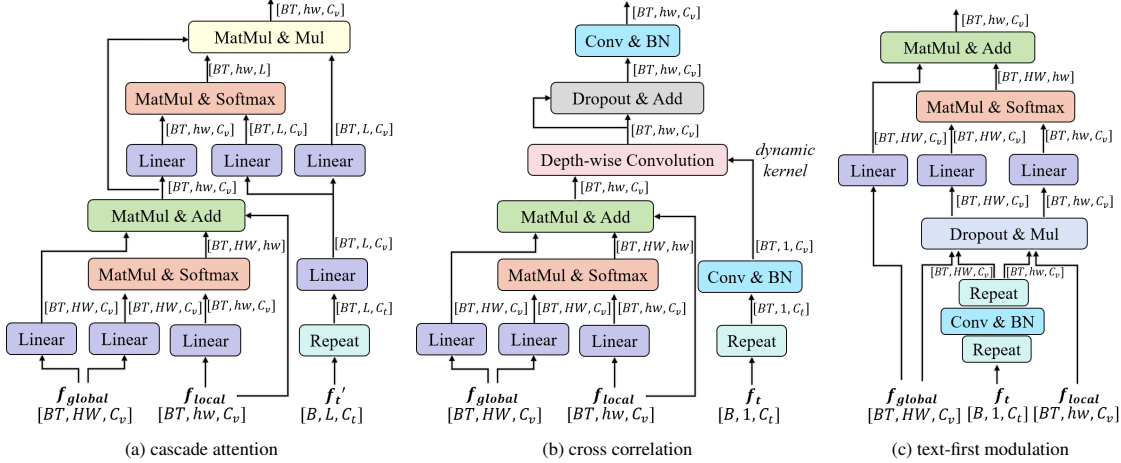 [BT, hw, C_v]
MatMul & Mul
[BT, hw, L]
MatMul & Softmax
[BT, hw, C_v] [BT, L, C_v] [BT, L, C_v]
Linear Linear Linear
[BT, hw, C_v]
MatMul & Add
[BT, HW, hw] [BT, L, C_v]
MatMul & Softmax Linear
[BT, HW, C_v] [BT, HW, C_v] [BT, hw, C_v] [BT, L, C_t]
Linear Linear Linear Repeat
f_global f_local f_t'
[BT, HW, C_v] [BT, hw, C_v] [B, L, C_t]
(a) cascade attention
[BT, hw, C_v]
Conv & BN
[BT, hw, C_v]
Dropout & Add
[BT, hw, C_v]
Depth-wise Convolution dynamic
kernel
[BT, hw, C_v]
MatMul & Add
[BT, HW, hw] [BT, 1, C_v]
MatMul & Softmax Conv & BN
[BT, HW, C_v] [BT, HW, C_v] [BT, hw, C_v] [BT, 1, C_t]
Linear Linear Linear Repeat
f_global f_local f_t
[BT, HW, C_v] [BT, hw, C_v] [B, 1, C_t]
(b) cross correlation
[BT, hw, C_v]
MatMul & Add
[BT, HW, hw]
MatMul & Softmax
[BT, HW, C_v] [BT, HW, C_v] [BT, hw, C_v]
Linear Linear Linear
[BT, HW, C_v] [BT, hw, C_v]
Dropout & Mul
[BT, HW, C_v] [BT, hw, C_v]
Repeat
Conv & BN
Repeat
f_global f_t f_local
[BT, HW, C_v] [B, 1, C_t] [BT, hw, C_v]
(c) text-first modulation